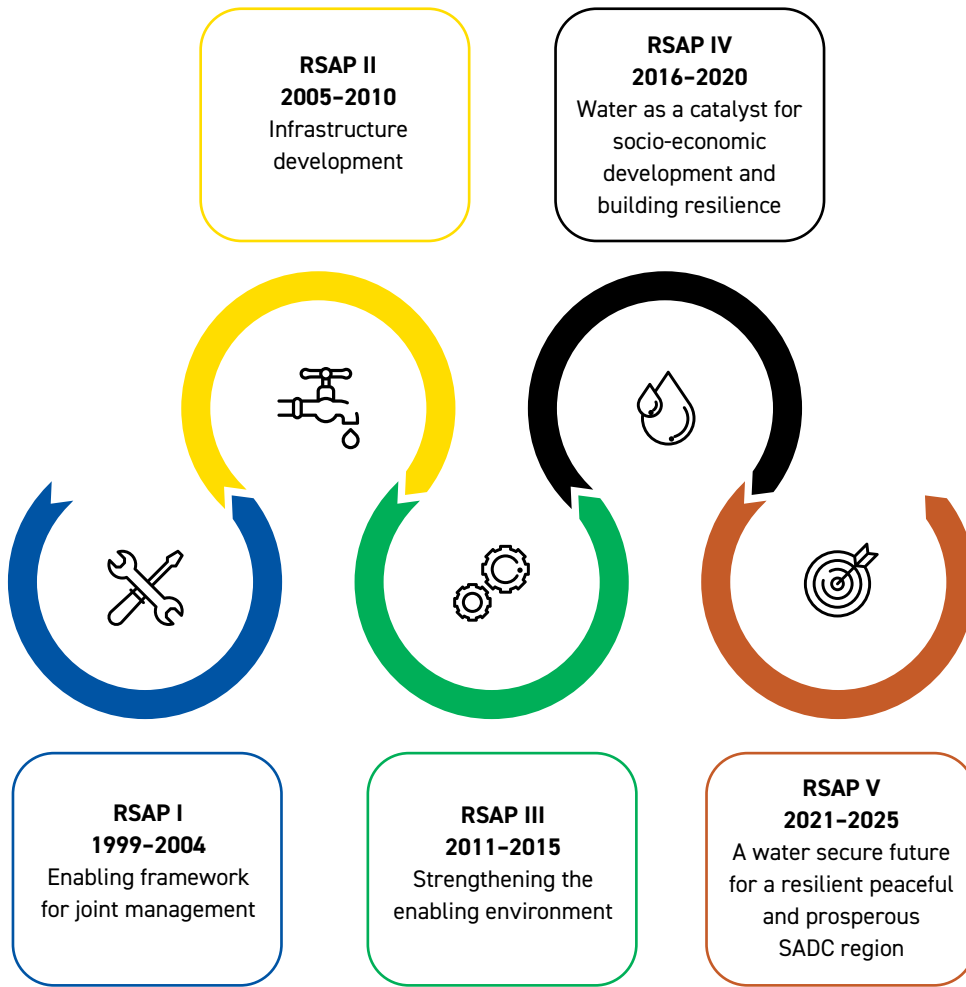 RSAP II
2005–2010
Infrastructure
development
RSAP IV
2016–2020
Water as a catalyst for
socio-economic
development and
building resilience
RSAP I
1999–2004
Enabling framework
for joint management
RSAP III
2011–2015
Strengthening the
enabling environment
RSAP V
2021–2025
A water secure future
for a resilient peaceful
and prosperous
SADC region